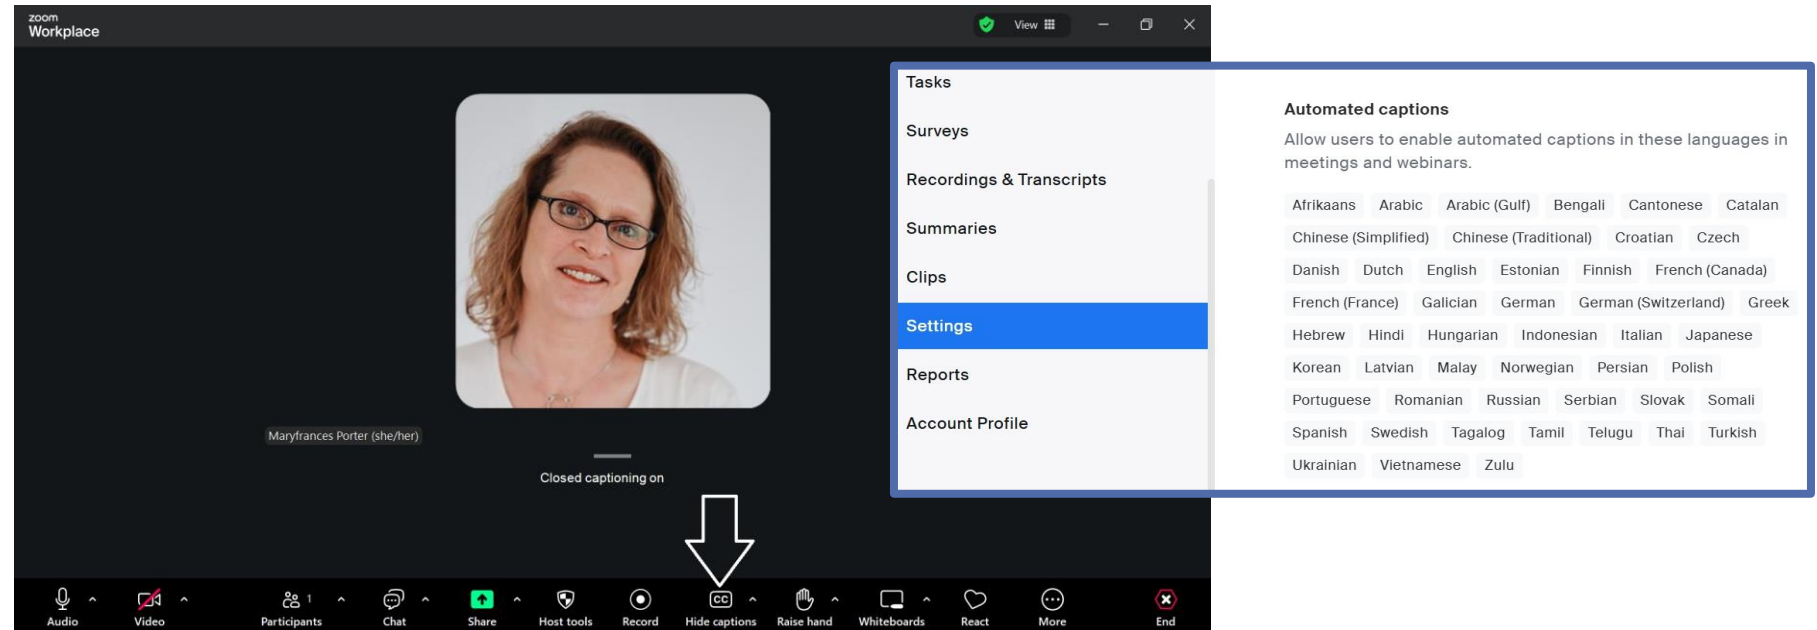 zoom
Workplace
View
Maryfrances Porter (she/her)
Closed captioning on
Audio
Video
Participants
1
Chat
Share
Host tools
Record
CC
Hide captions
Raise hand
Whiteboards
React
More
End
Tasks
Surveys
Recordings & Transcripts
Summaries
Clips
Settings
Reports
Account Profile
Automated captions
Allow users to enable automated captions in these languages in
meetings and webinars.
Afrikaans Arabic Arabic (Gulf) Bengali Cantonese Catalan
Chinese (Simplified) Chinese (Traditional) Croatian Czech
Danish Dutch English Estonian Finnish French (Canada)
French (France) Galician German German (Switzerland) Greek
Hebrew Hindi Hungarian Indonesian Italian Japanese
Korean Latvian Malay Norwegian Persian Polish
Portuguese Romanian Russian Serbian Slovak Somali
Spanish Swedish Tagalog Tamil Telugu Thai Turkish
Ukrainian Vietnamese Zulu